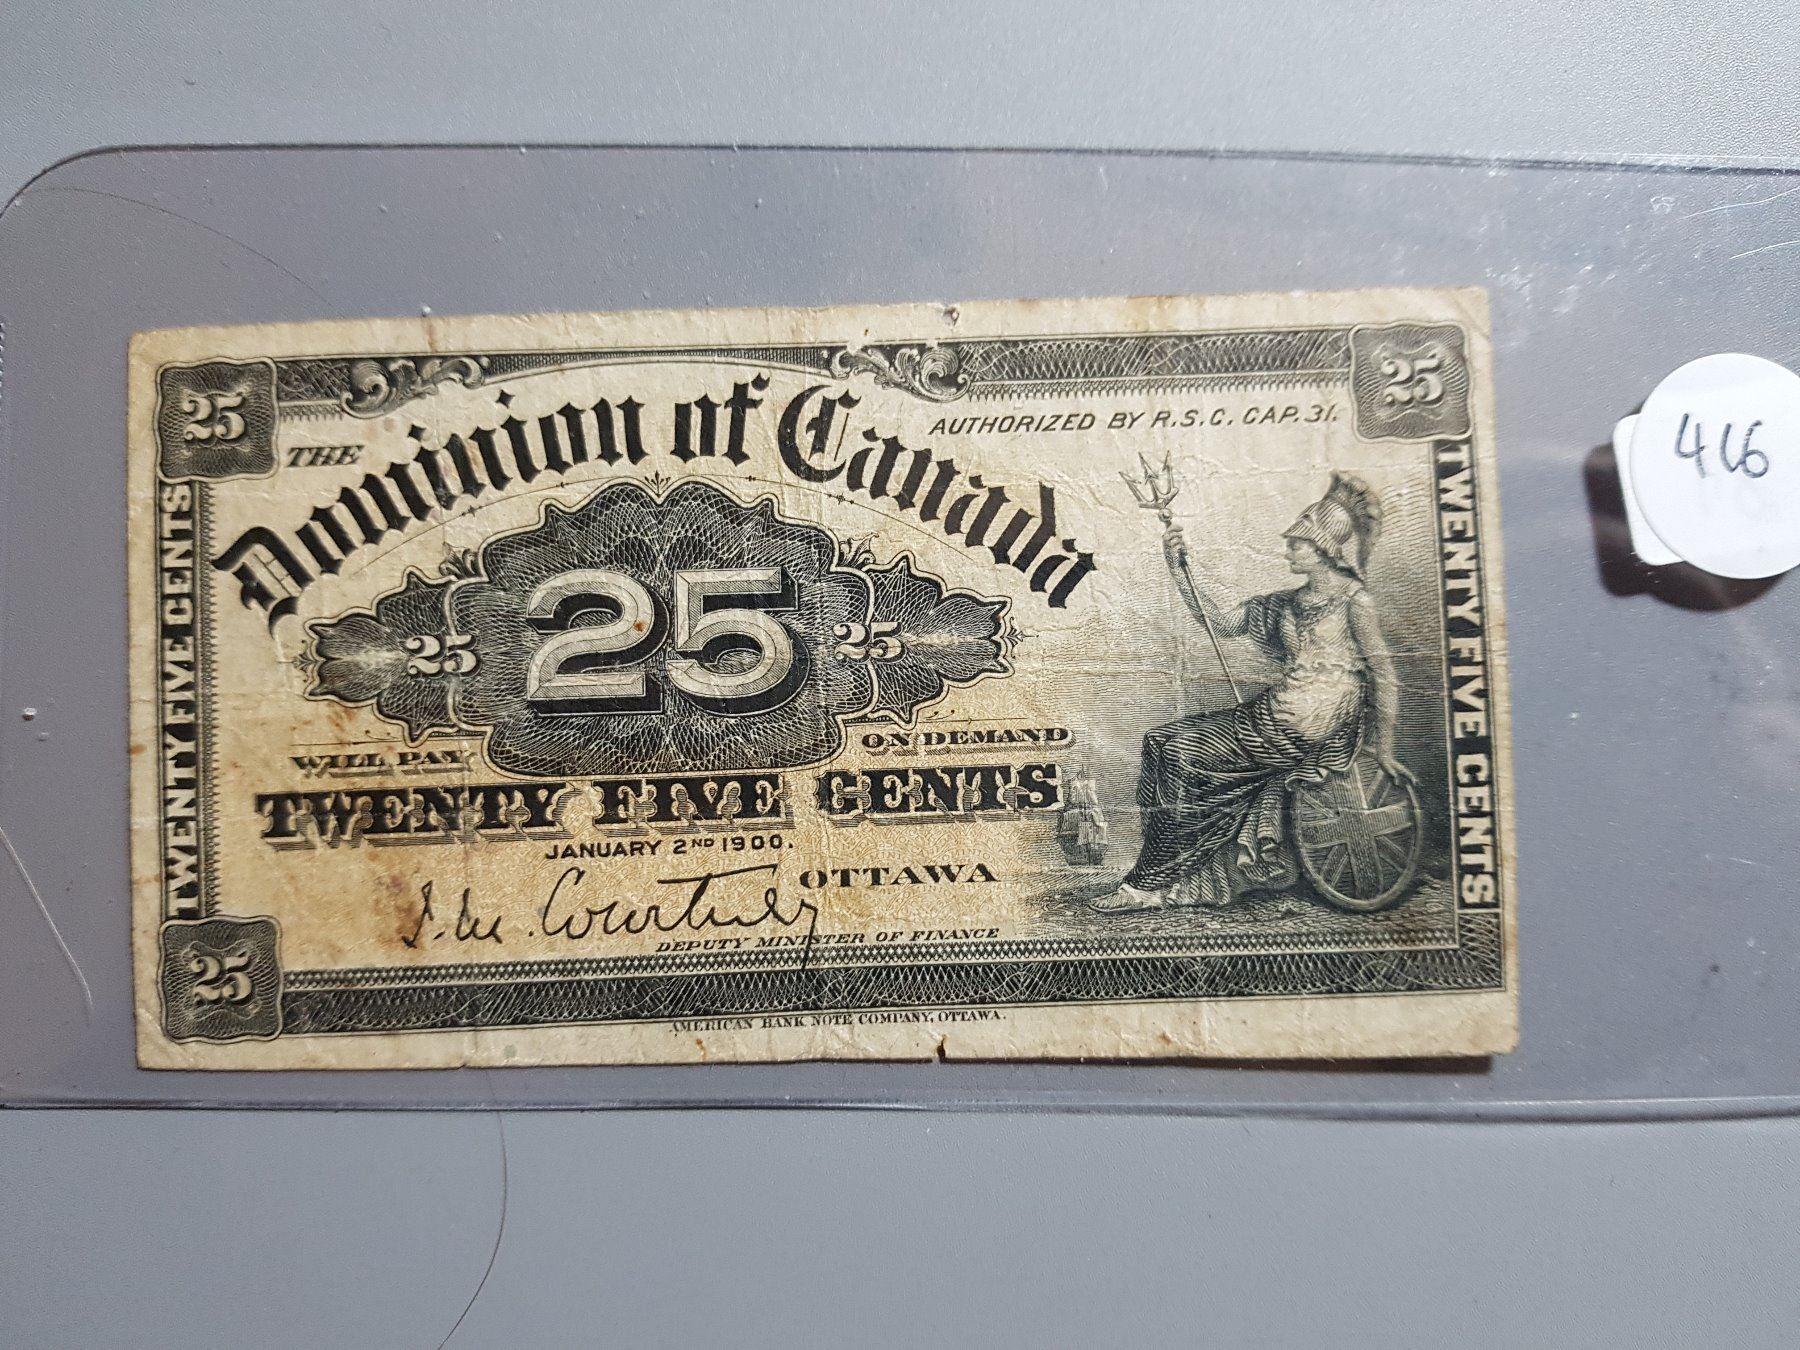 25
25
THE
Dominion of Canada
AUTHORIZED BY R.S.C. CAP. 31.
416
TWENTY FIVE CENTS
25
25
25
TWENTY FIVE CENTS
WILL PAY
ON DEMAND
TWENTY FIVE CENTS
JANUARY 2ND 1900.
OTTAWA
J. M. Courtney
DEPUTY MINISTER OF FINANCE
25
AMERICAN BANK NOTE COMPANY, OTTAWA.